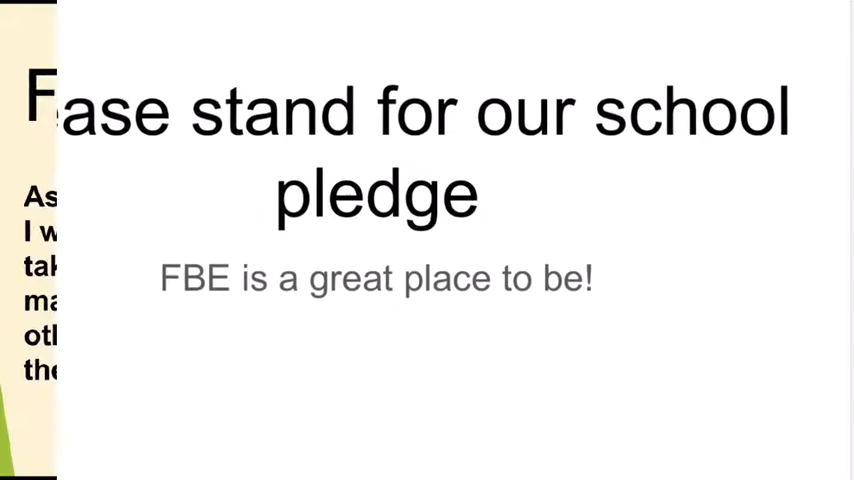 ase stand for our school
pledge
FBE is a great place to be!
F
As
I w
tak
ma
oth
the